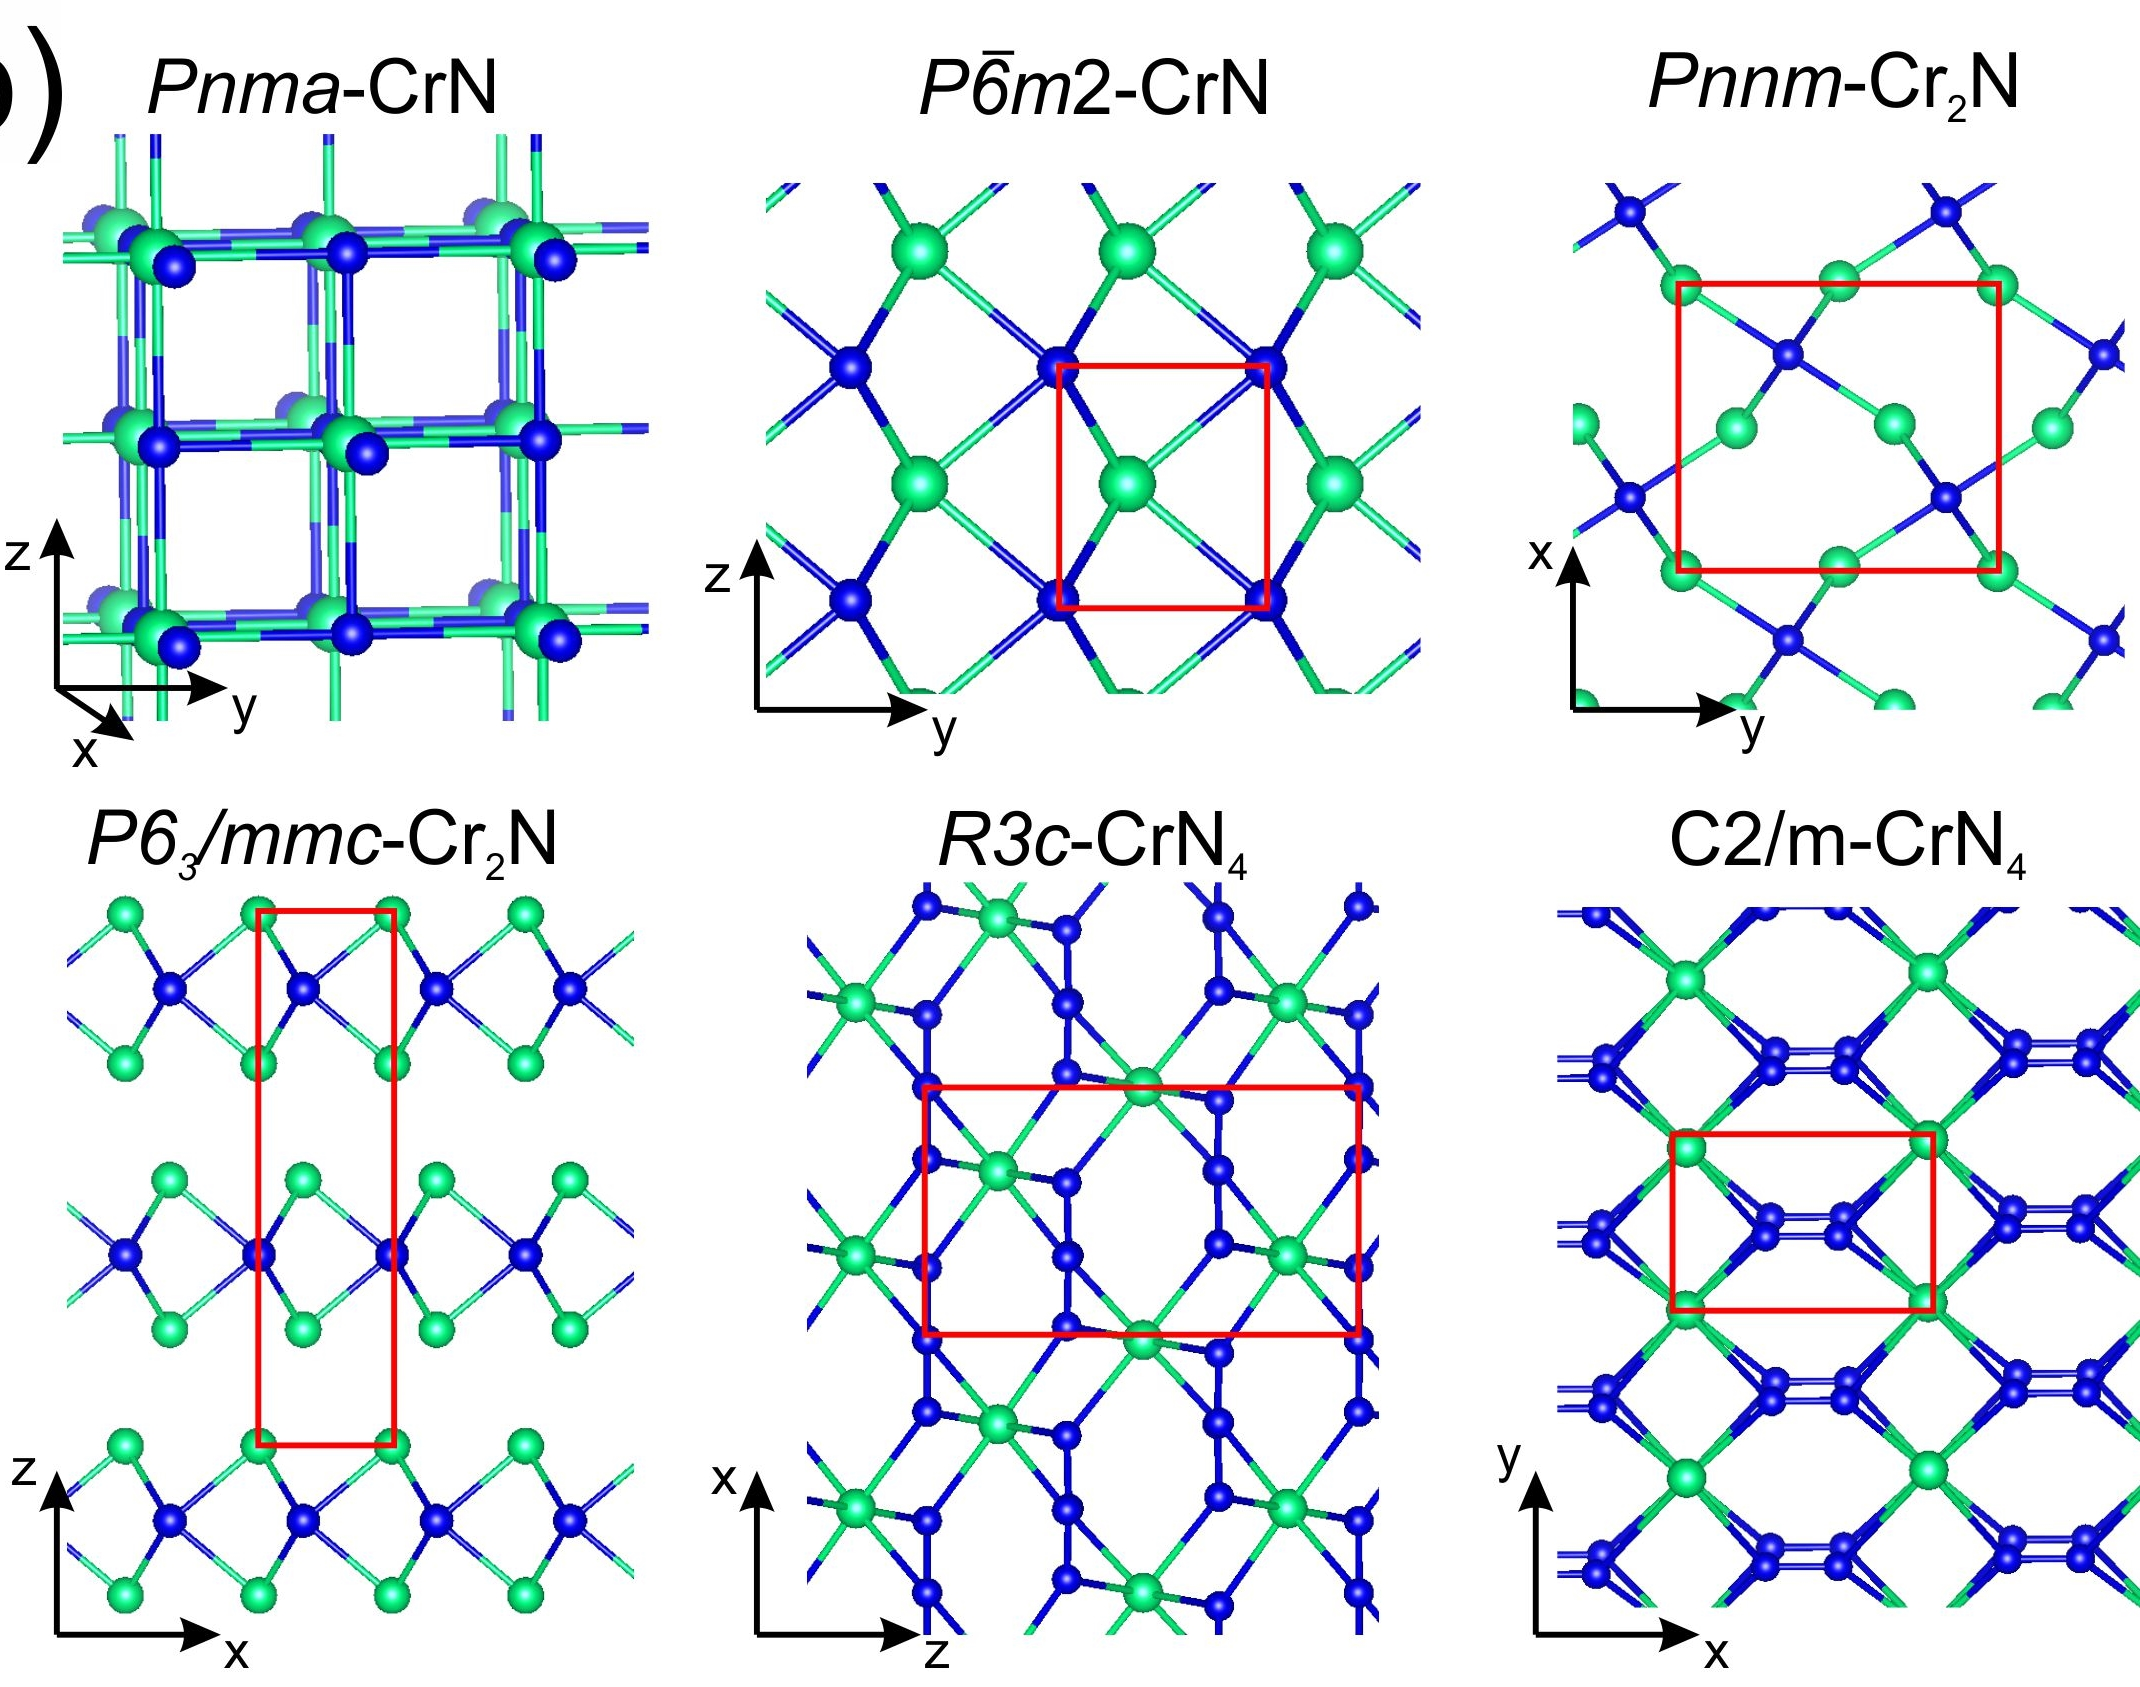 )
Pnma-CrN
P6̅m2-CrN
Pnnm-Cr₂N
z
y
x
z
y
x
y
P6₃/mmc-Cr₂N
R3c-CrN₄
C2/m-CrN₄
z
x
x
z
y
x